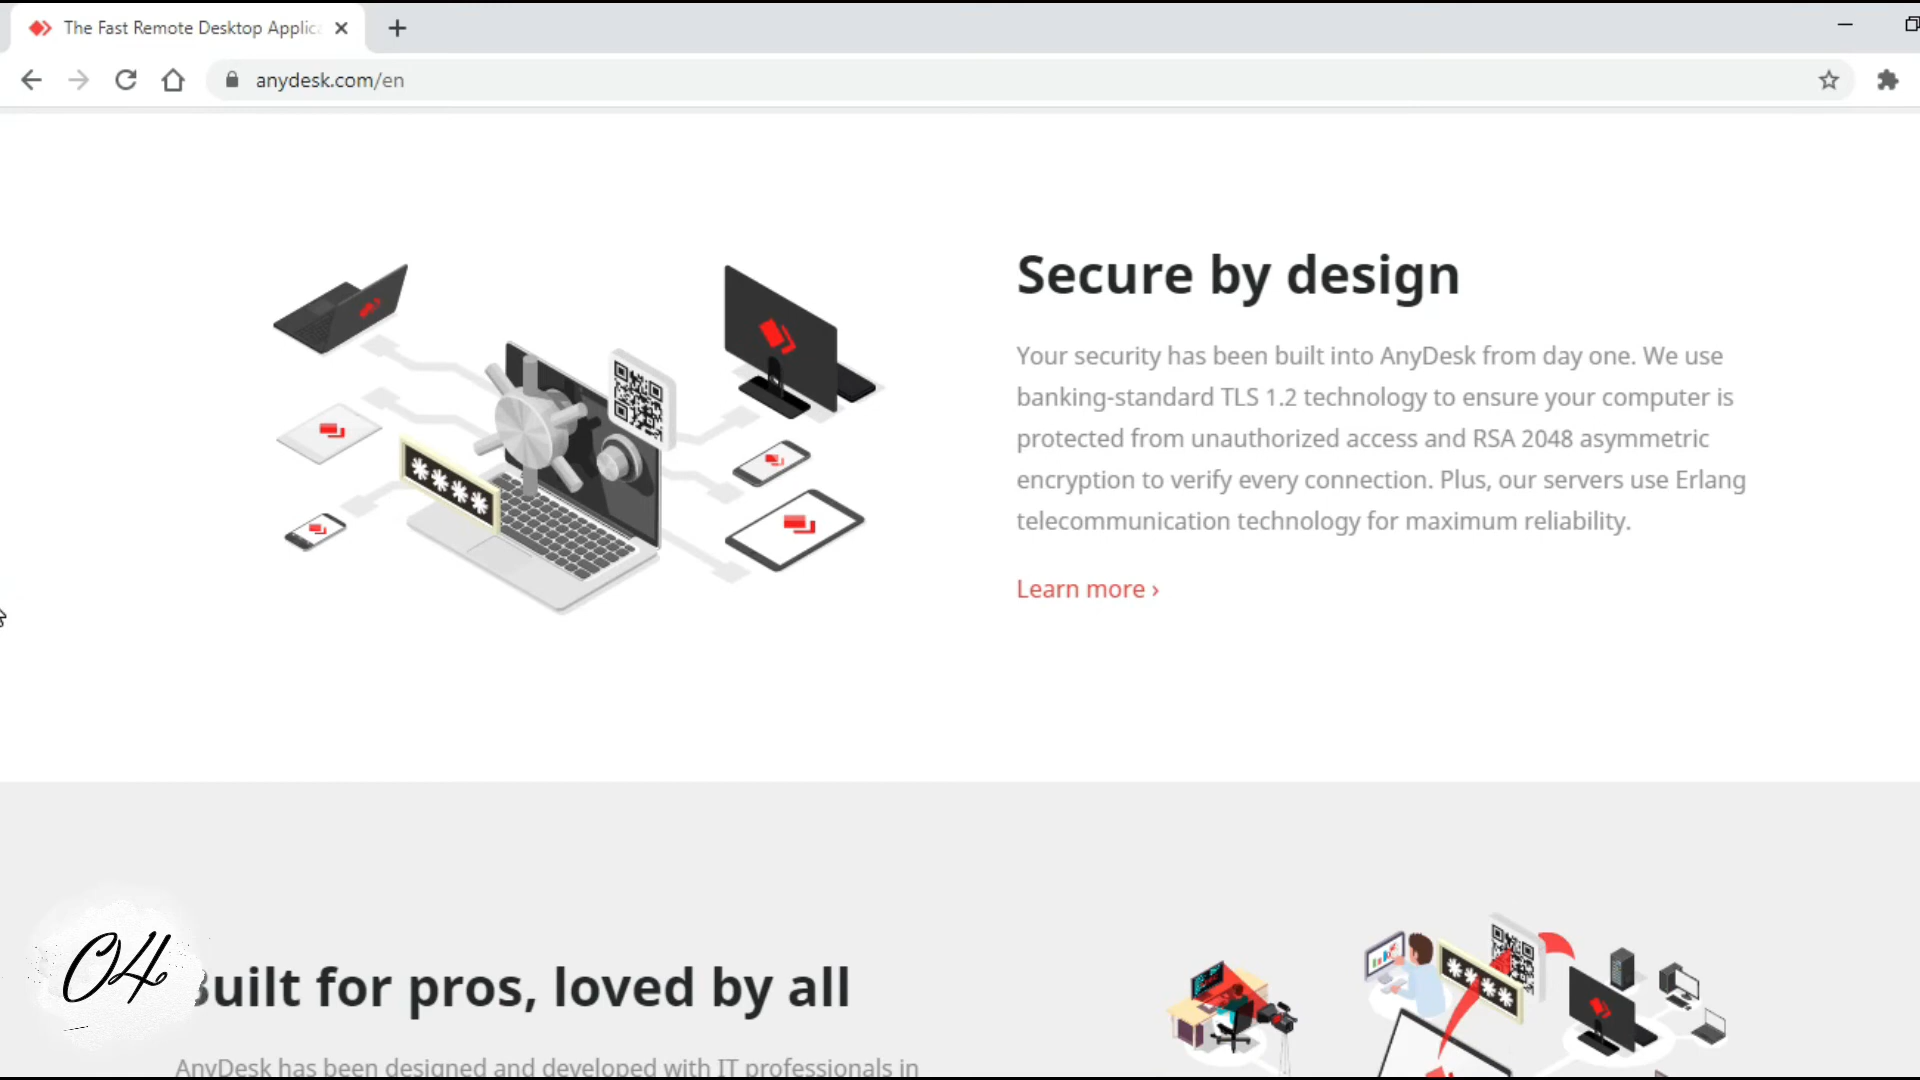 The Fast Remote Desktop Applic
anydesk.com/en
Secure by design
Your security has been built into AnyDesk from day one. We use
banking-standard TLS 1.2 technology to ensure your computer is
protected from unauthorized access and RSA 2048 asymmetric
encryption to verify every connection. Plus, our servers use Erlang
telecommunication technology for maximum reliability.
Learn more ›
****
04
Built for pros, loved by all
****
AnyDesk has been designed and developed with IT professionals in